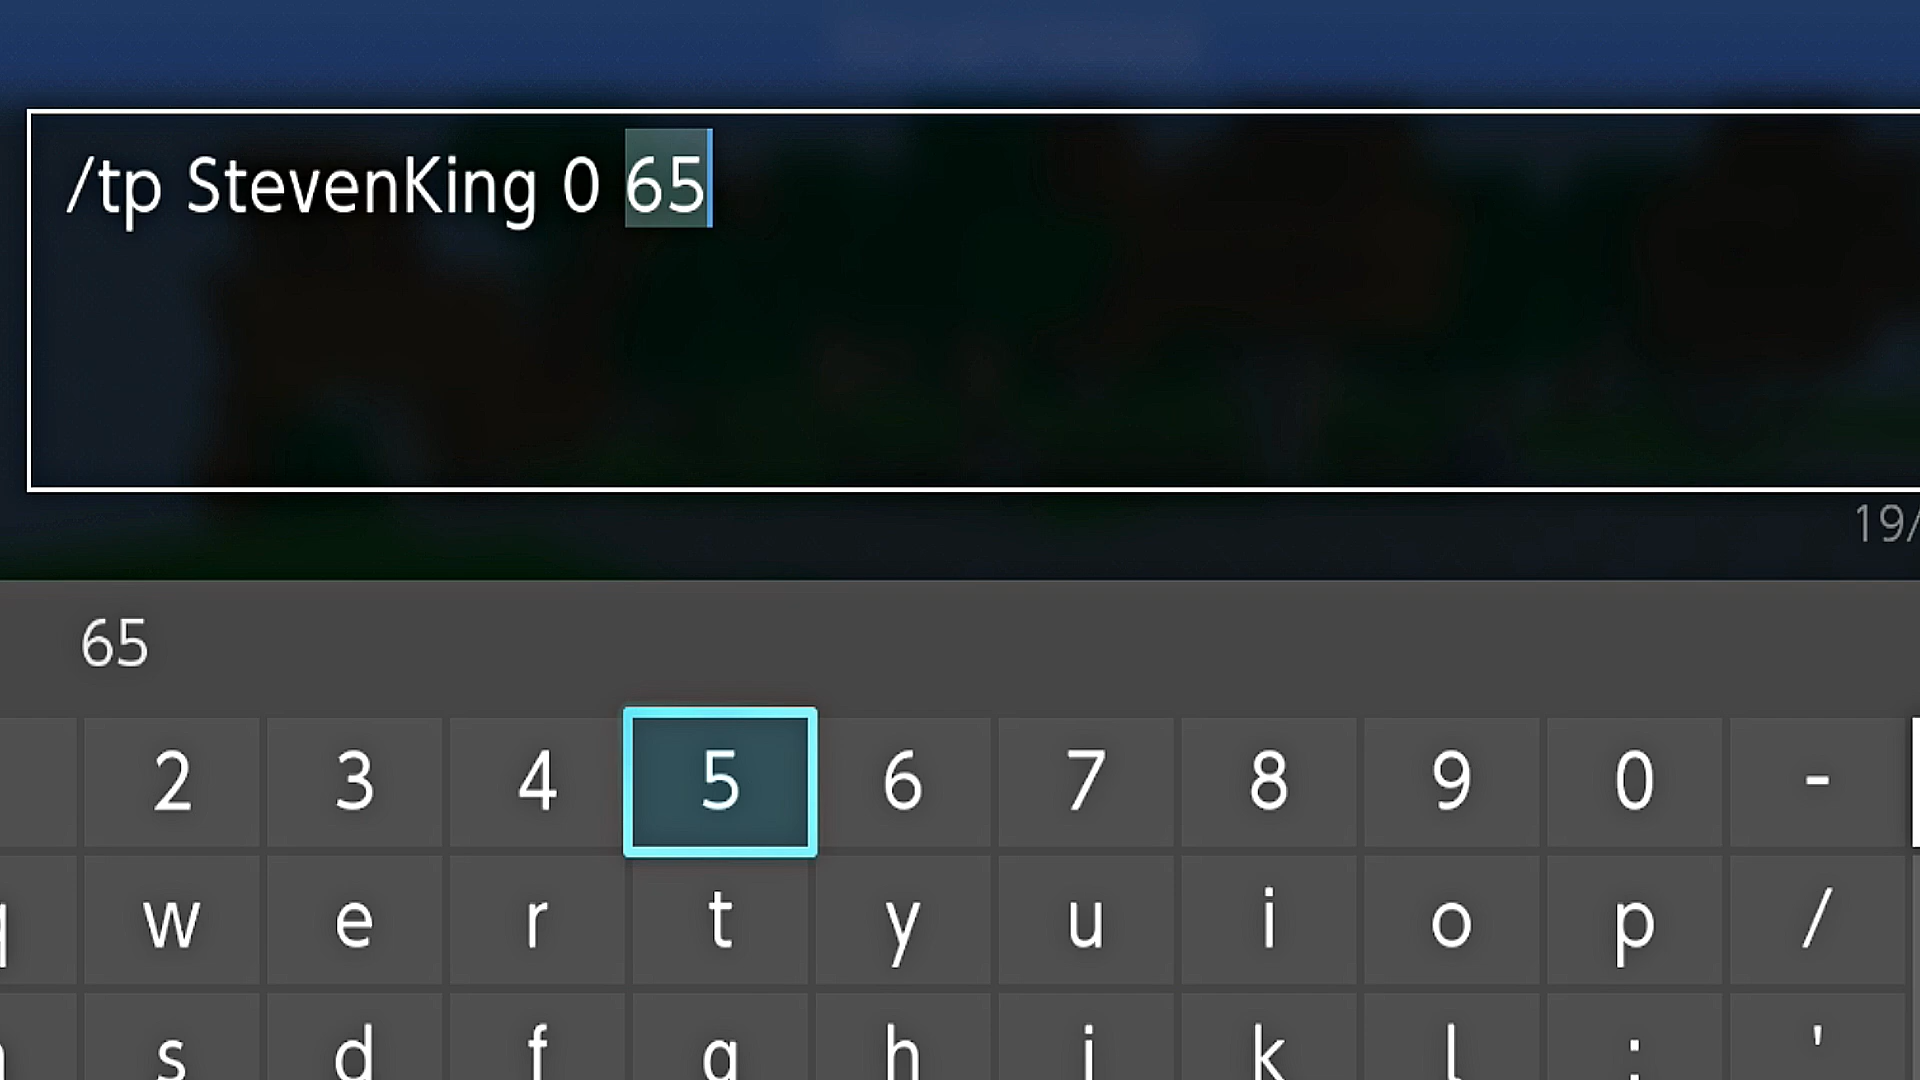 /tp StevenKing 0 65
19/
65
2 3 4 5 6 7 8 9 0 -
q w e r t y u i o p /
s d f g h j k l : '